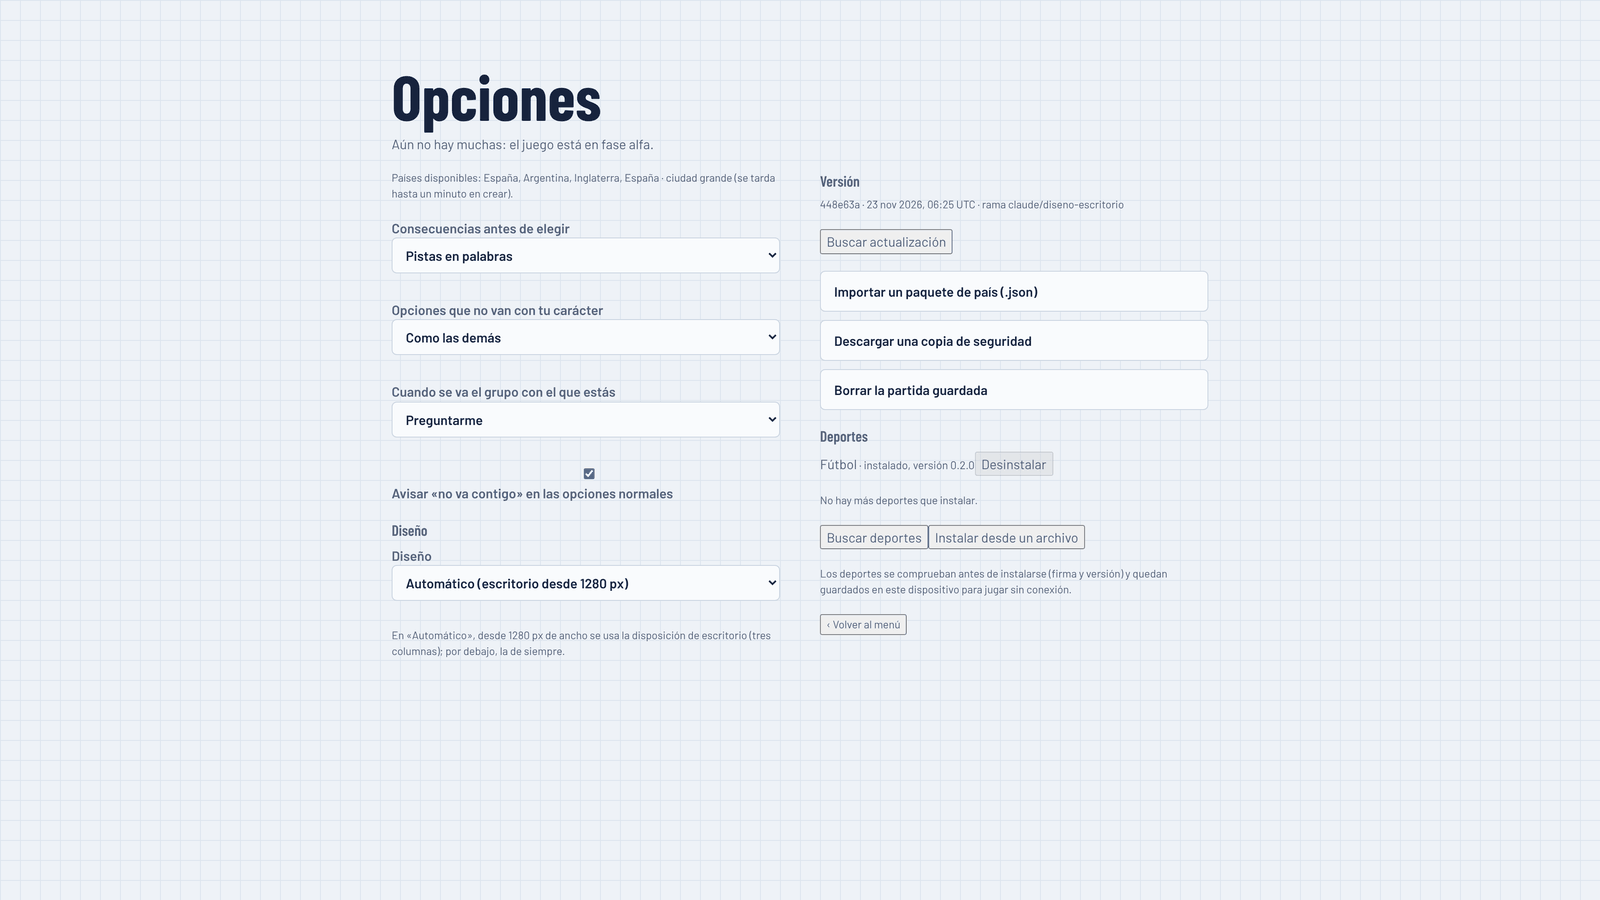 Opciones
Aún no hay muchas: el juego está en fase alfa.
Países disponibles: España, Argentina, Inglaterra, España · ciudad grande (se tarda
hasta un minuto en crear).
Consecuencias antes de elegir
Pistas en palabras
Opciones que no van con tu carácter
Como las demás
Cuando se va el grupo con el que estás
Preguntarme
Avisar «no va contigo» en las opciones normales
Diseño
Diseño
Automático (escritorio desde 1280 px)
En «Automático», desde 1280 px de ancho se usa la disposición de escritorio (tres
columnas); por debajo, la de siempre.
Versión
448e63a · 23 nov 2026, 06:25 UTC · rama claude/diseno-escritorio
Buscar actualización
Importar un paquete de país (.json)
Descargar una copia de seguridad
Borrar la partida guardada
Deportes
Fútbol · instalado, versión 0.2.0 Desinstalar
No hay más deportes que instalar.
Buscar deportes Instalar desde un archivo
Los deportes se comprueban antes de instalarse (firma y versión) y quedan
guardados en este dispositivo para jugar sin conexión.
‹ Volver al menú